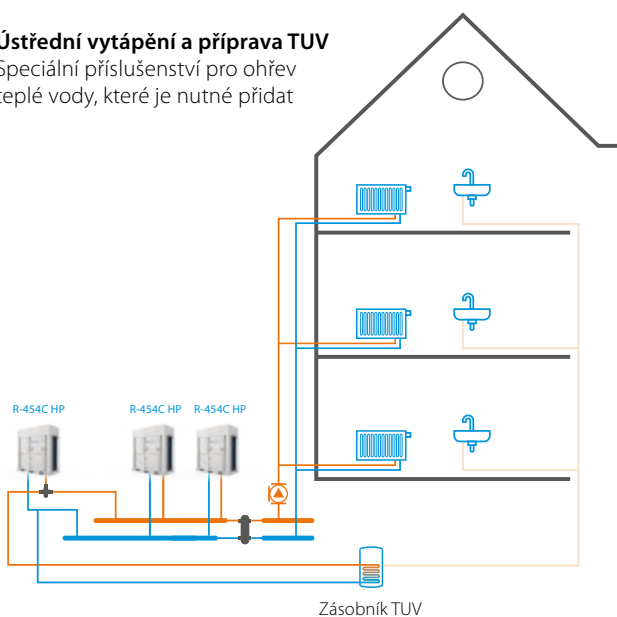 Ústřední vytápění a příprava TUV
Speciální příslušenství pro ohřev
teplé vody, které je nutné přidat
R-454C HP
R-454C HP
R-454C HP
Zásobník TUV